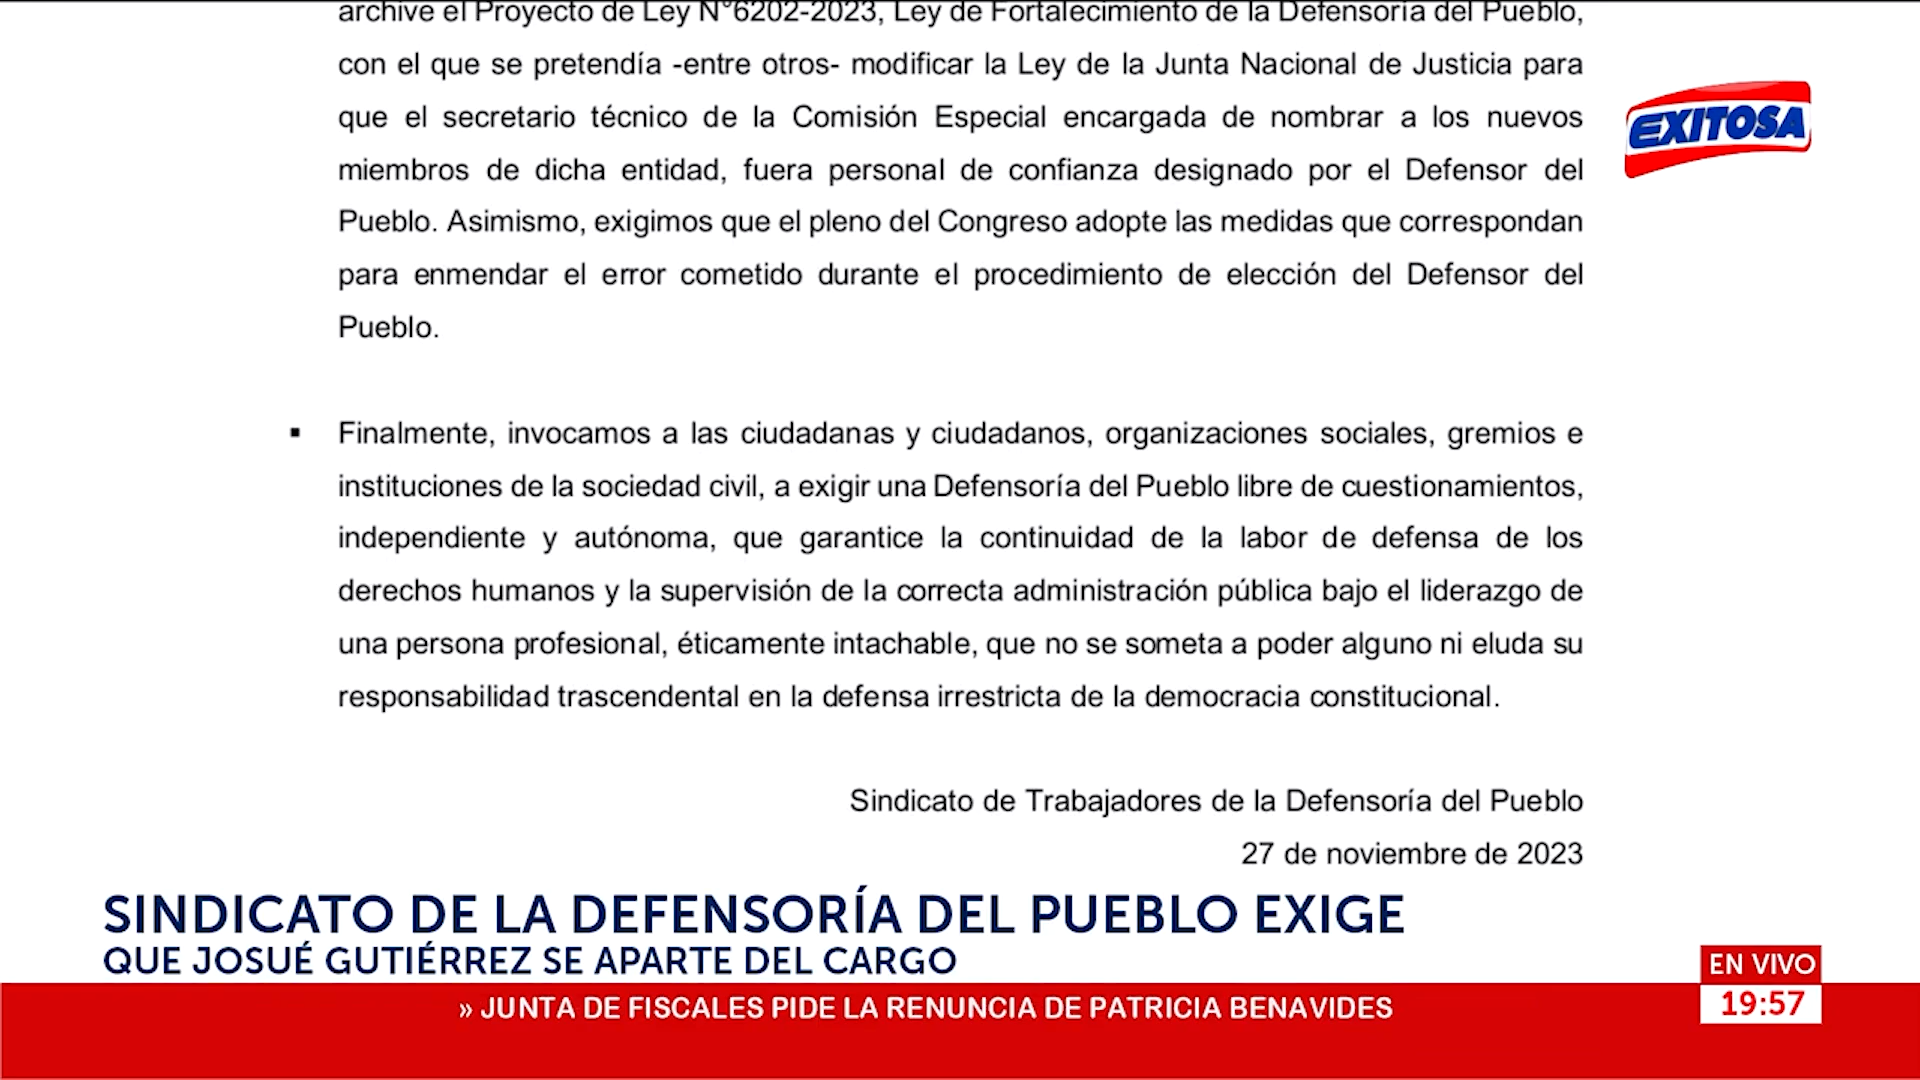 archive el Proyecto de Ley N°6202-2023, Ley de Fortalecimiento de la Defensoría del Pueblo,
con el que se pretendía -entre otros- modificar la Ley de la Junta Nacional de Justicia para
que el secretario técnico de la Comisión Especial encargada de nombrar a los nuevos
miembros de dicha entidad, fuera personal de confianza designado por el Defensor del
Pueblo. Asimismo, exigimos que el pleno del Congreso adopte las medidas que correspondan
para enmendar el error cometido durante el procedimiento de elección del Defensor del
Pueblo.
EXITOSA
▪ Finalmente, invocamos a las ciudadanas y ciudadanos, organizaciones sociales, gremios e
instituciones de la sociedad civil, a exigir una Defensoría del Pueblo libre de cuestionamientos,
independiente y autónoma, que garantice la continuidad de la labor de defensa de los
derechos humanos y la supervisión de la correcta administración pública bajo el liderazgo de
una persona profesional, éticamente intachable, que no se someta a poder alguno ni eluda su
responsabilidad trascendental en la defensa irrestricta de la democracia constitucional.
Sindicato de Trabajadores de la Defensoría del Pueblo
27 de noviembre de 2023
SINDICATO DE LA DEFENSORÍA DEL PUEBLO EXIGE
QUE JOSUÉ GUTIÉRREZ SE APARTE DEL CARGO
EN VIVO
» JUNTA DE FISCALES PIDE LA RENUNCIA DE PATRICIA BENAVIDES
19:57